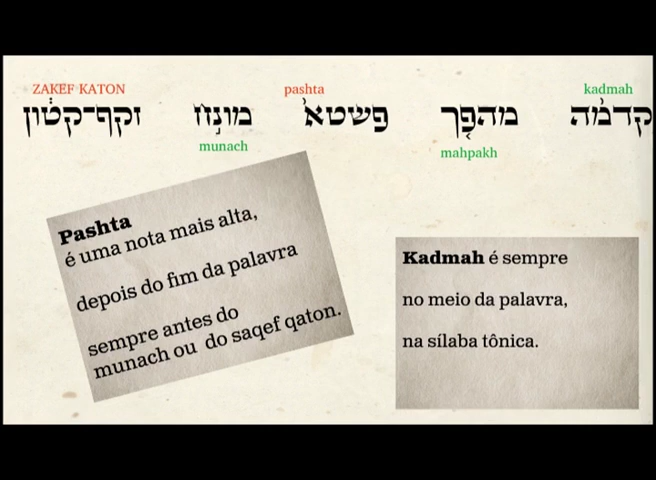 ZAKEF KATON pashta kadmah
קדמ֨ה מהפ֤ך פשטא֙ מונ֣ח זקף־קט֔ון
munach mahpakh
Pashta
é uma nota mais alta,
depois do fim da palavra
sempre antes do
munach ou do saqef qaton.
Kadmah é sempre
no meio da palavra,
na sílaba tônica.